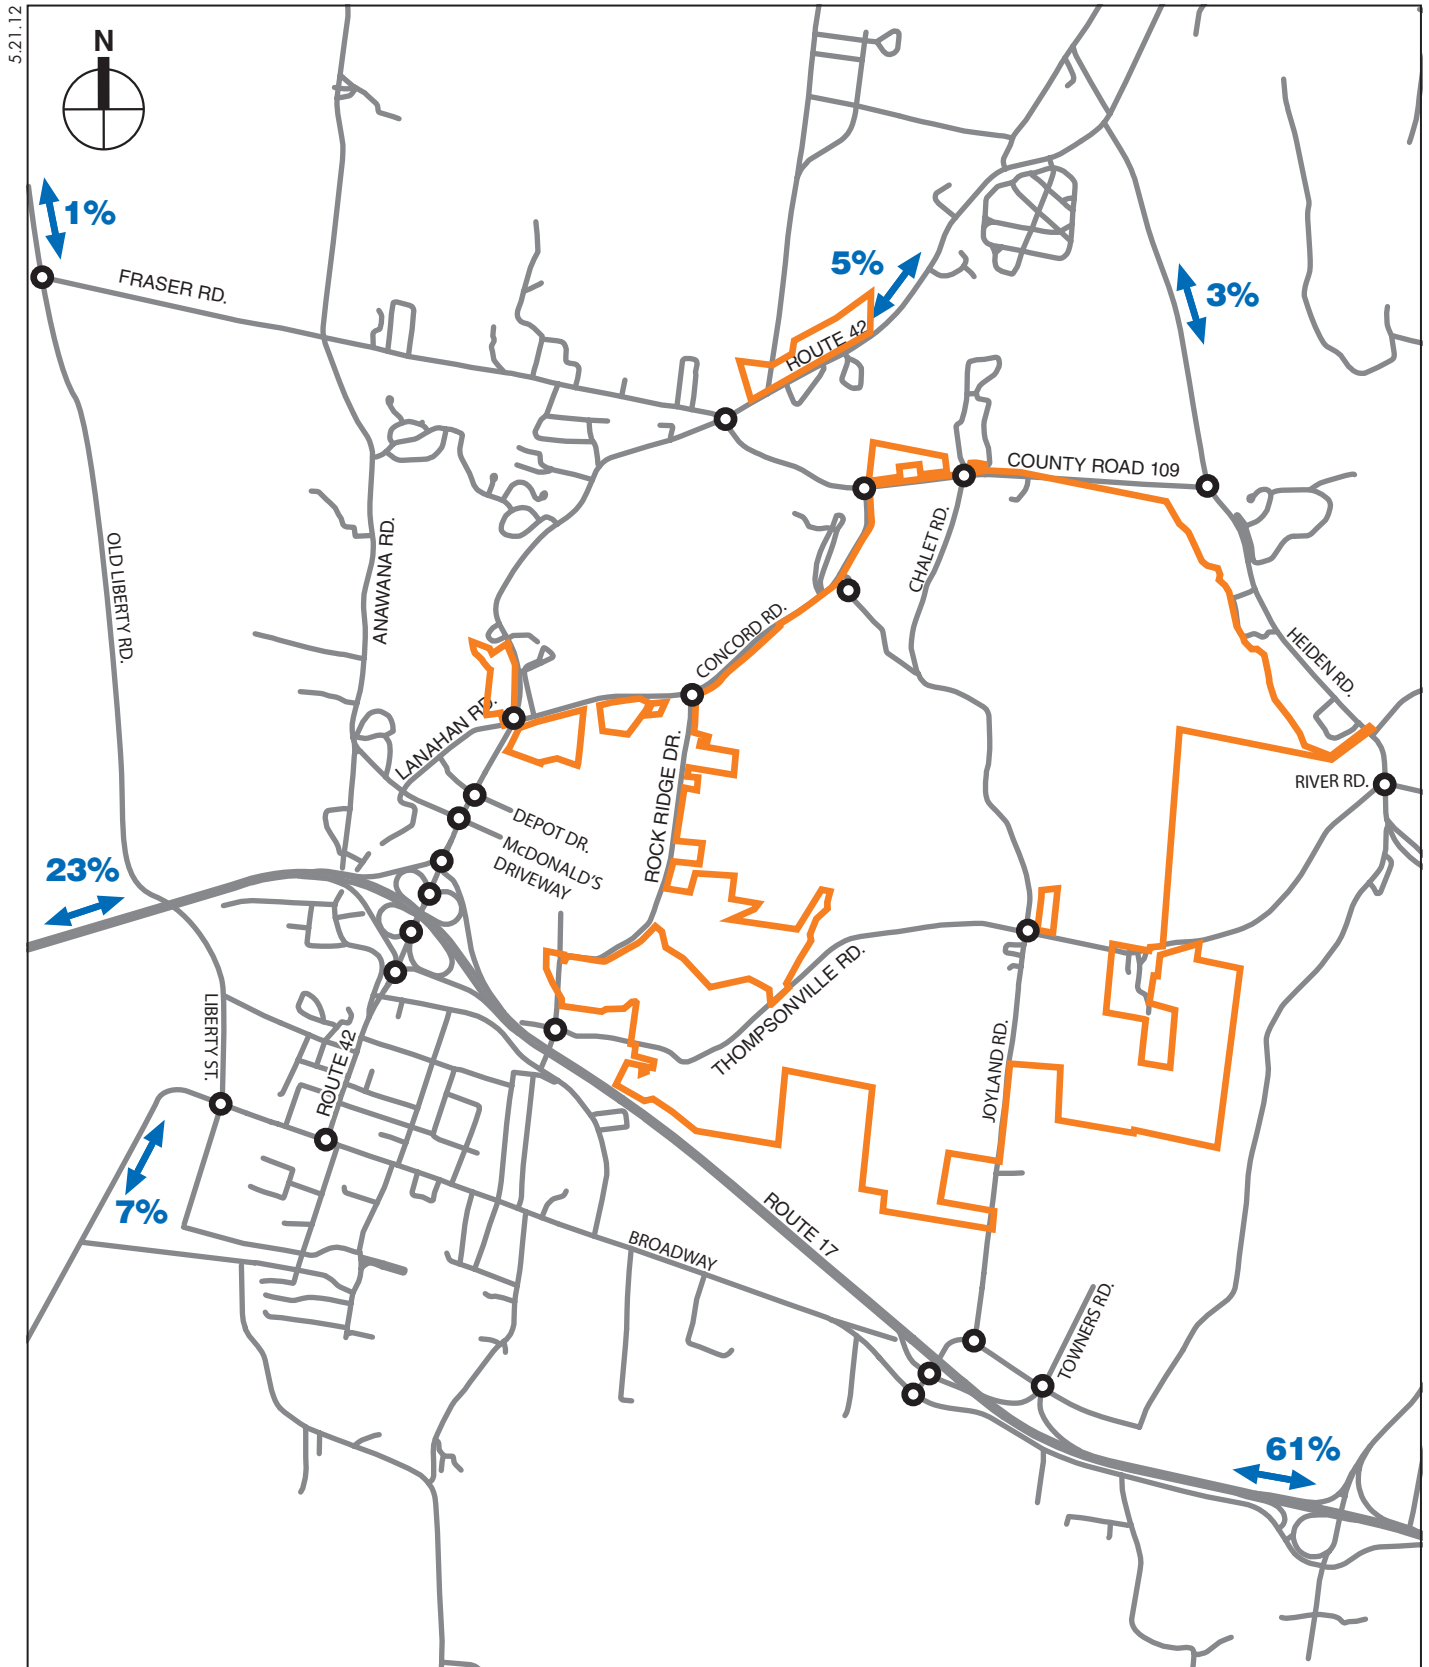 5.21.12
N
1%
FRASER RD.
5%
ROUTE 42
3%
COUNTY ROAD 109
OLD LIBERTY RD.
ANAWANA RD.
CHALET RD.
CONCORD RD.
HEIDEN RD.
LANAHAN RD.
ROCK RIDGE DR.
RIVER RD.
DEPOT DR.
McDONALD'S
DRIVEWAY
23%
THOMPSONVILLE RD.
LIBERTY ST.
ROUTE 42
JOYLAND RD.
7%
ROUTE 17
BROADWAY
TOWNERS RD.
61%